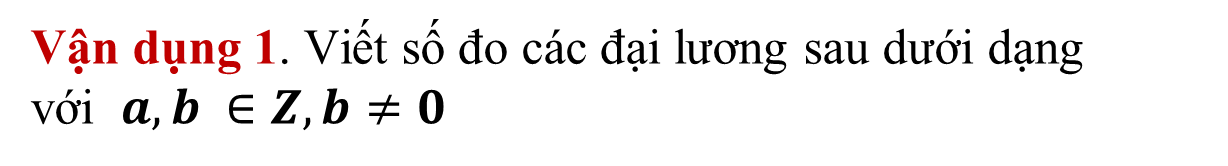 Vận dụng 1. Viết số đo các đại lương sau dưới dạng
với a, b ∈ Z, b ≠ 0